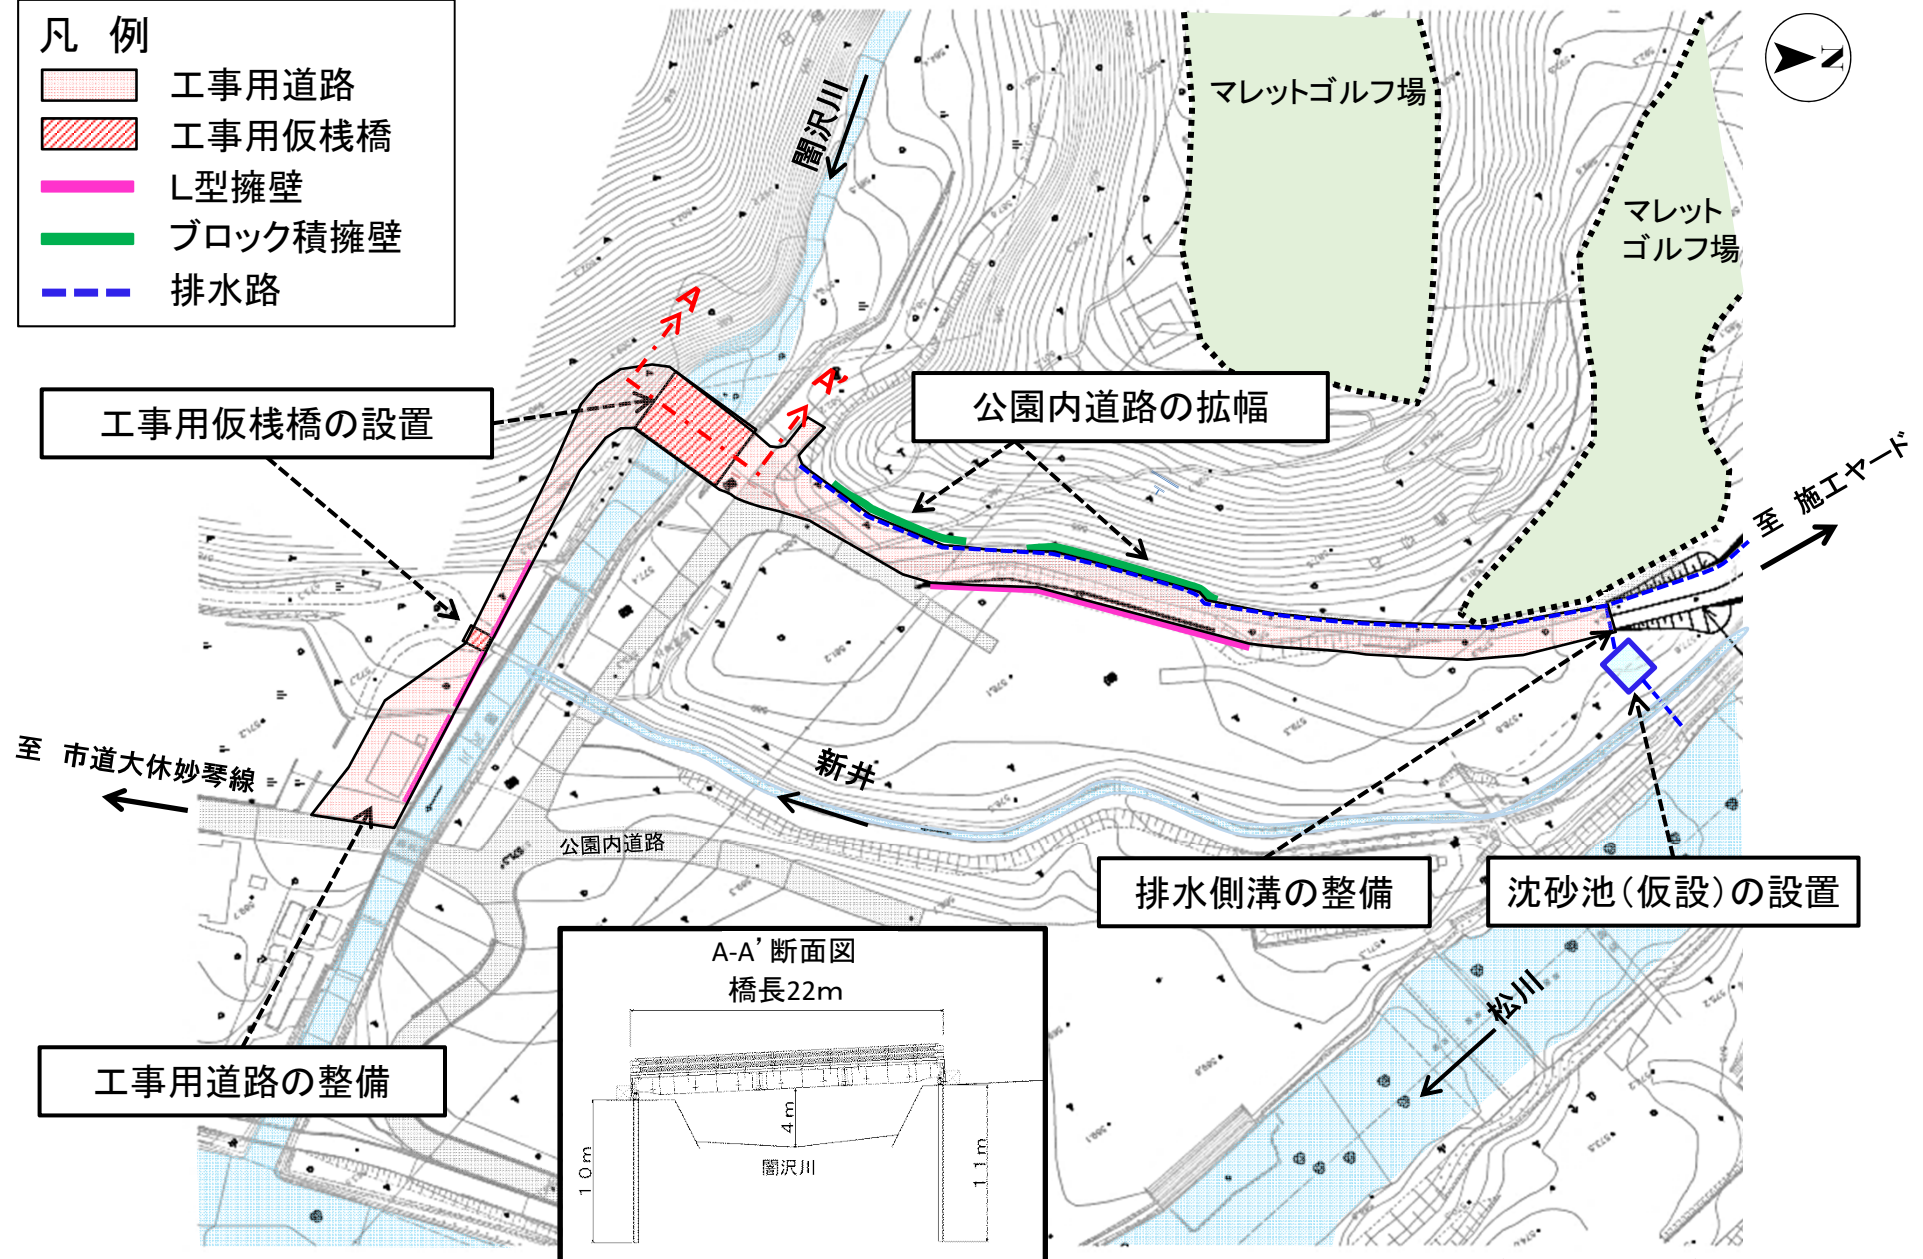 凡 例
工事用道路
工事用仮桟橋
L型擁壁
ブロック積擁壁
排水路
闇沢川
マレットゴルフ場
マレット
ゴルフ場
N
A
A’
工事用仮桟橋の設置
公園内道路の拡幅
至 施工ヤード
至 市道大休妙琴線
新井
公園内道路
排水側溝の整備
沈砂池(仮設)の設置
松川
工事用道路の整備
A-A’断面図
橋長22m
4m
10m
11m
闇沢川